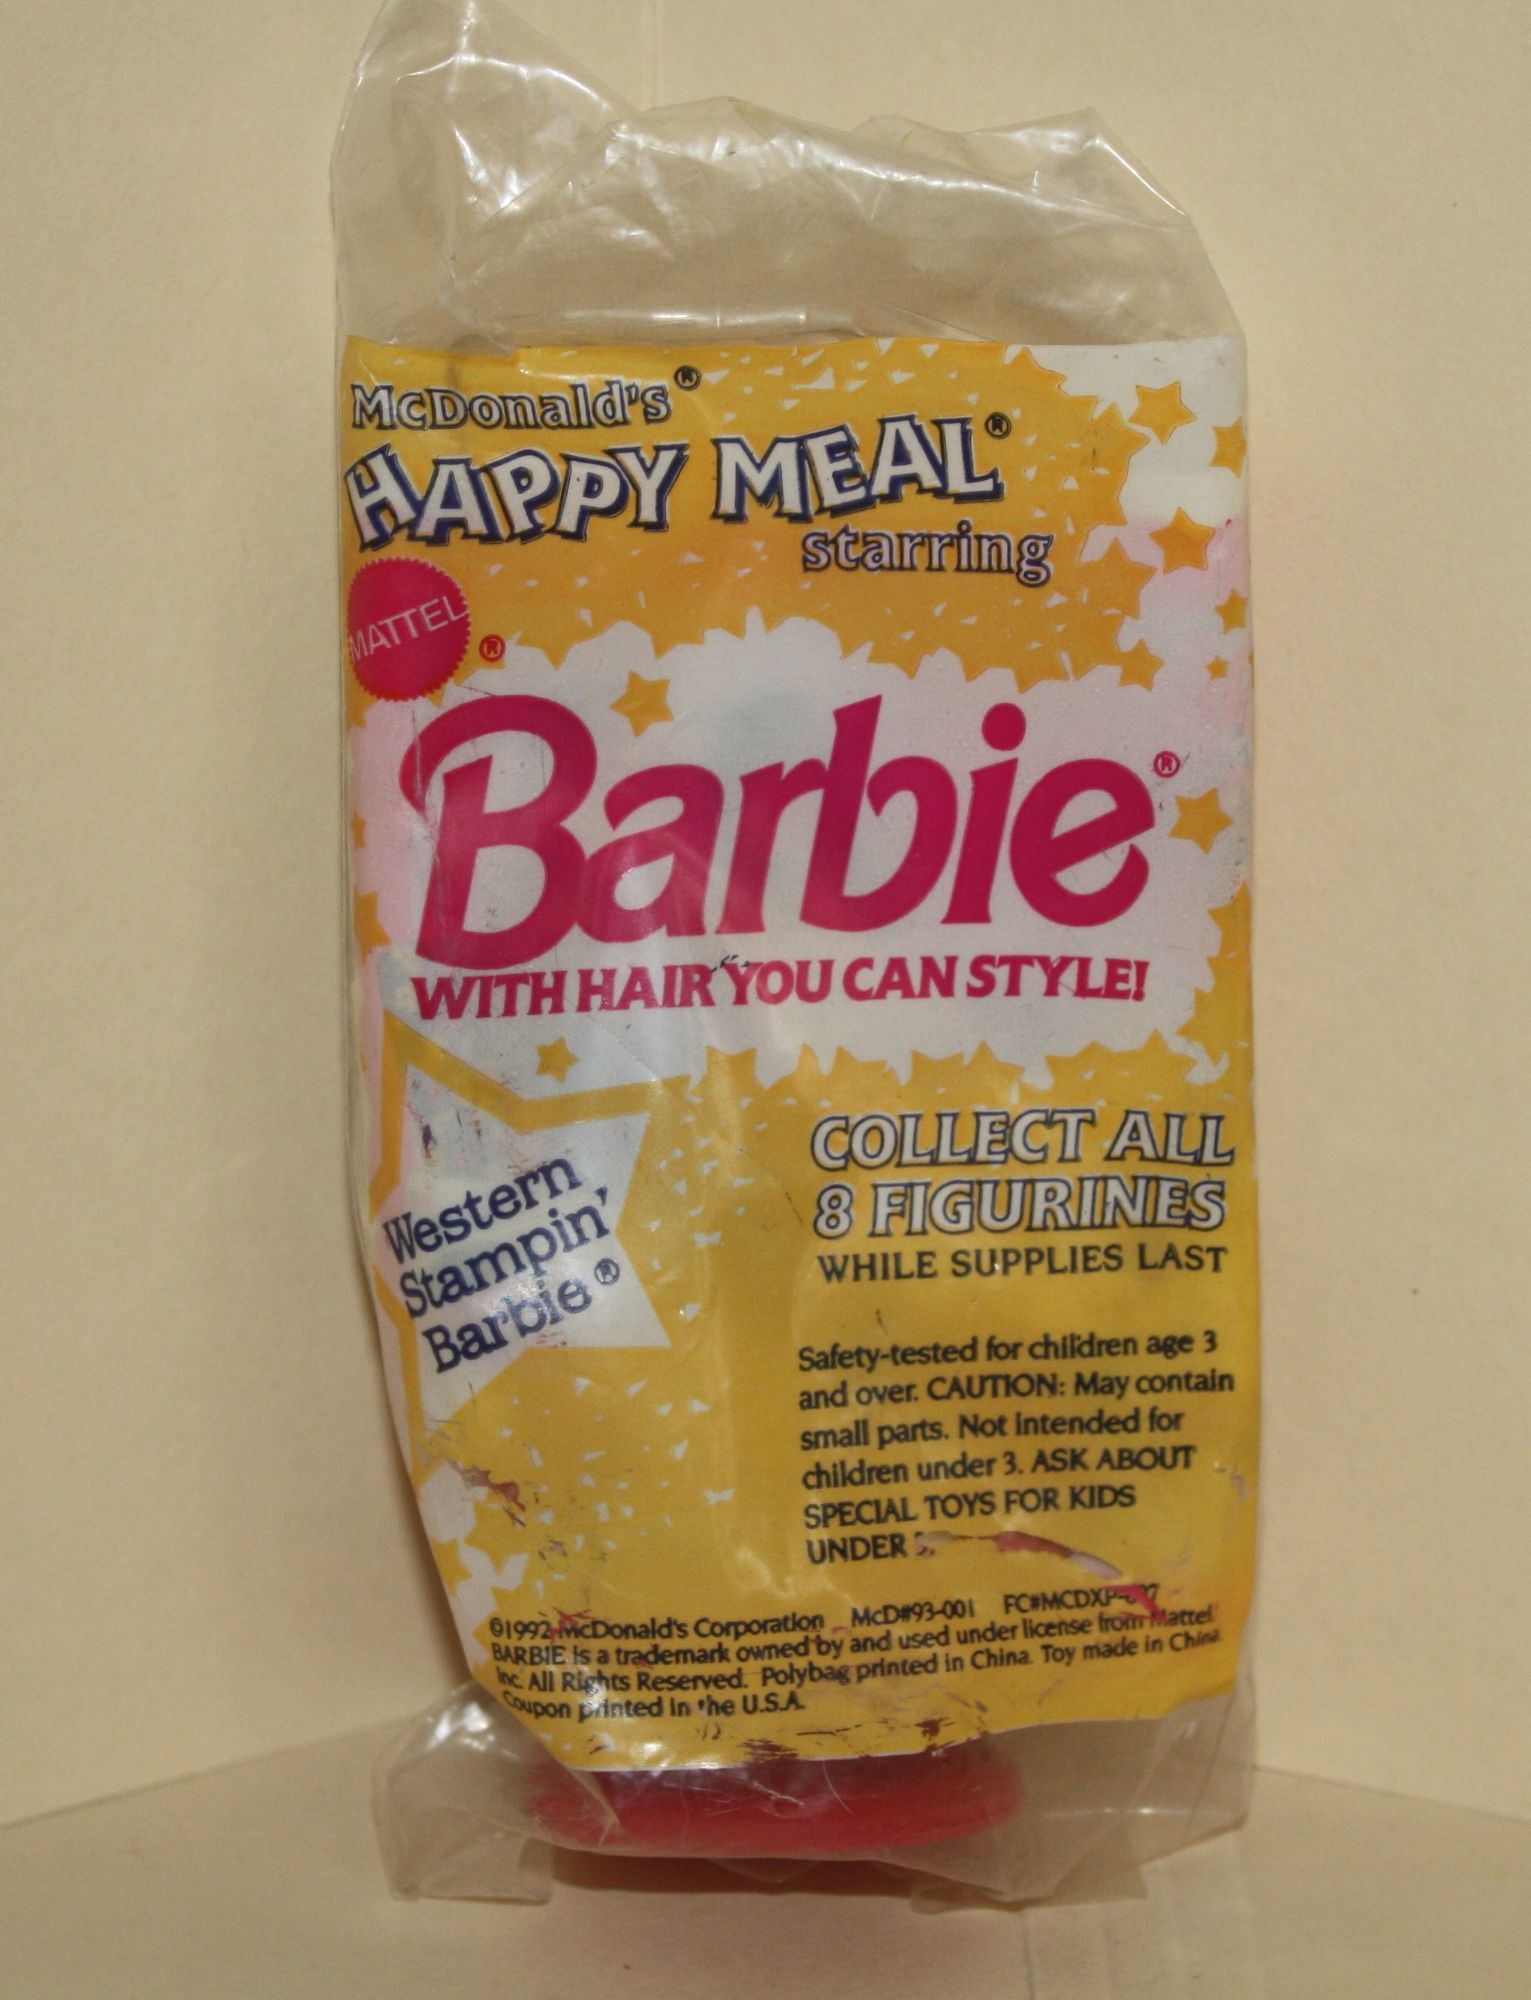 McDonald's®
HAPPY MEAL®
starring
MATTEL
®
Barbie®
WITH HAIR YOU CAN STYLE!
Western
Stampin'
Barbie®
COLLECT ALL
8 FIGURINES
WHILE SUPPLIES LAST
Safety-tested for children age 3
and over. CAUTION: May contain
small parts. Not intended for
children under 3. ASK ABOUT
SPECIAL TOYS FOR KIDS
UNDER
©1992 McDonald's Corporation McD#93-001
BARBIE is a trademark owned by and used under license from Mattel,
Inc. All Rights Reserved. Polybag printed in China. Toy made in China.
Coupon printed in the U.S.A.